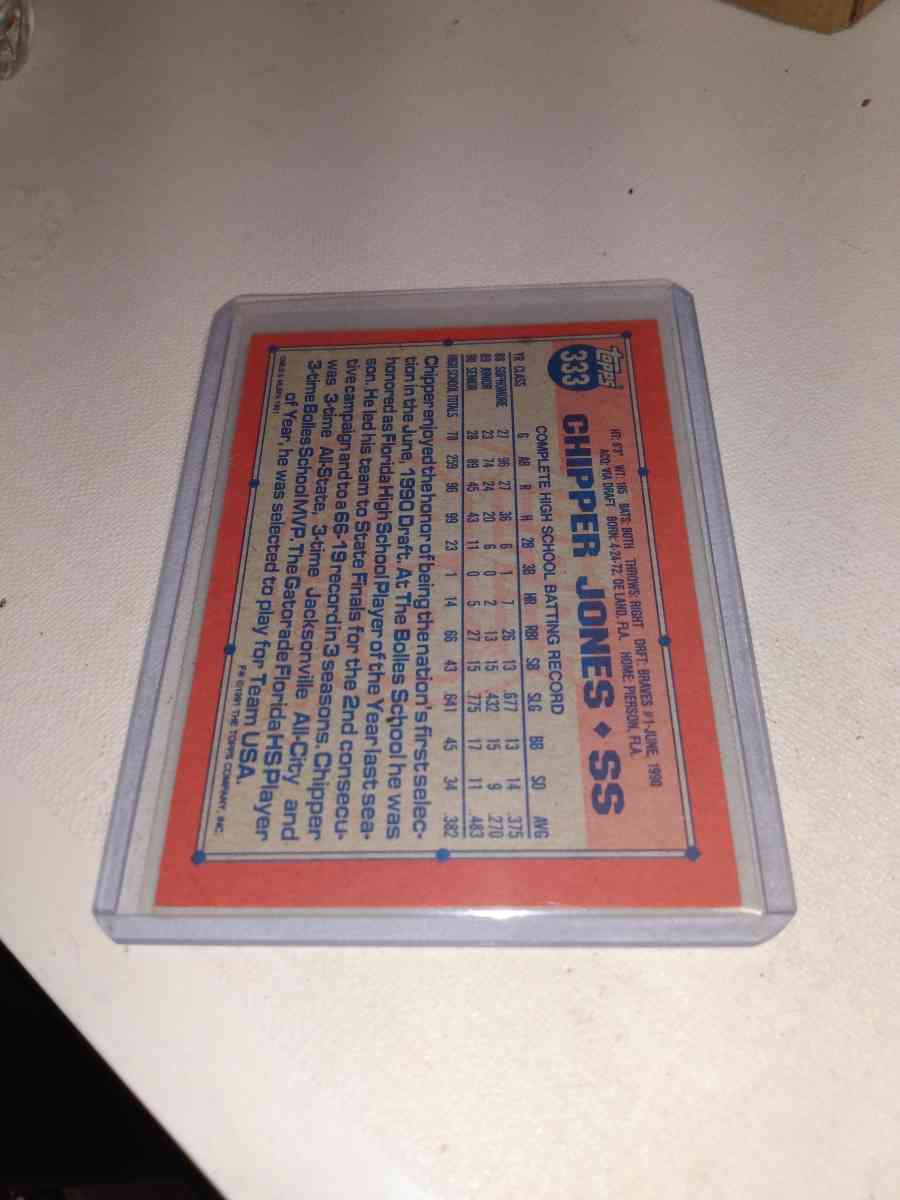 Topps
333
HT: 6'3" WT: 185 BATS: BOTH THROWS: RIGHT DRFT: BRAVES #1-JUNE, 1990
ACQ: VIA DRAFT BORN: 4-24-72, DE LAND, FLA. HOME: PIERSON, FLA.
CHIPPER JONES ♦ SS
COMPLETE HIGH SCHOOL BATTING RECORD
YR CLASS G AB R H 2B 3B HR RBI SB SLG BB SO AVG
88 SOPHOMORE 27 96 27 36 6 1 7 26 13 .677 13 14 .375
89 JUNIOR 23 74 24 20 6 0 2 13 15 .432 15 9 .270
90 SENIOR 28 89 45 43 11 0 5 27 15 .775 17 11 .483
HIGH SCHOOL TOTALS 78 259 96 99 23 1 14 66 43 .641 45 34 .382
Chipper enjoyed the honor of being the nation's first selec-
tion in the June, 1990 Draft. At The Bolles School he was
honored as Florida High School Player of the Year last sea-
son. He led his team to State Finals for the 2nd consecu-
tive campaign and to a 66-19 record in 3 seasons. Chipper
was 3-time All-State, 3-time Jacksonville All-City and
3-time Bolles School MVP. The Gatorade Florida HS Player
of Year, he was selected to play for Team USA.
F✻ ©1991 THE TOPPS COMPANY, INC.